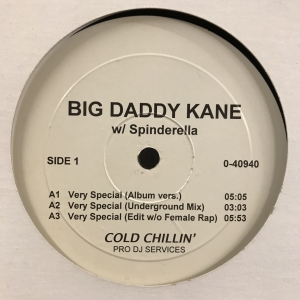 BIG DADDY KANE
w/ Spinderella
SIDE 1 0-40940
A1 Very Special (Album vers.) 05:05
A2 Very Special (Underground Mix) 03:03
A3 Very Special (Edit w/o Female Rap) 05:53
COLD CHILLIN'
PRO DJ SERVICES